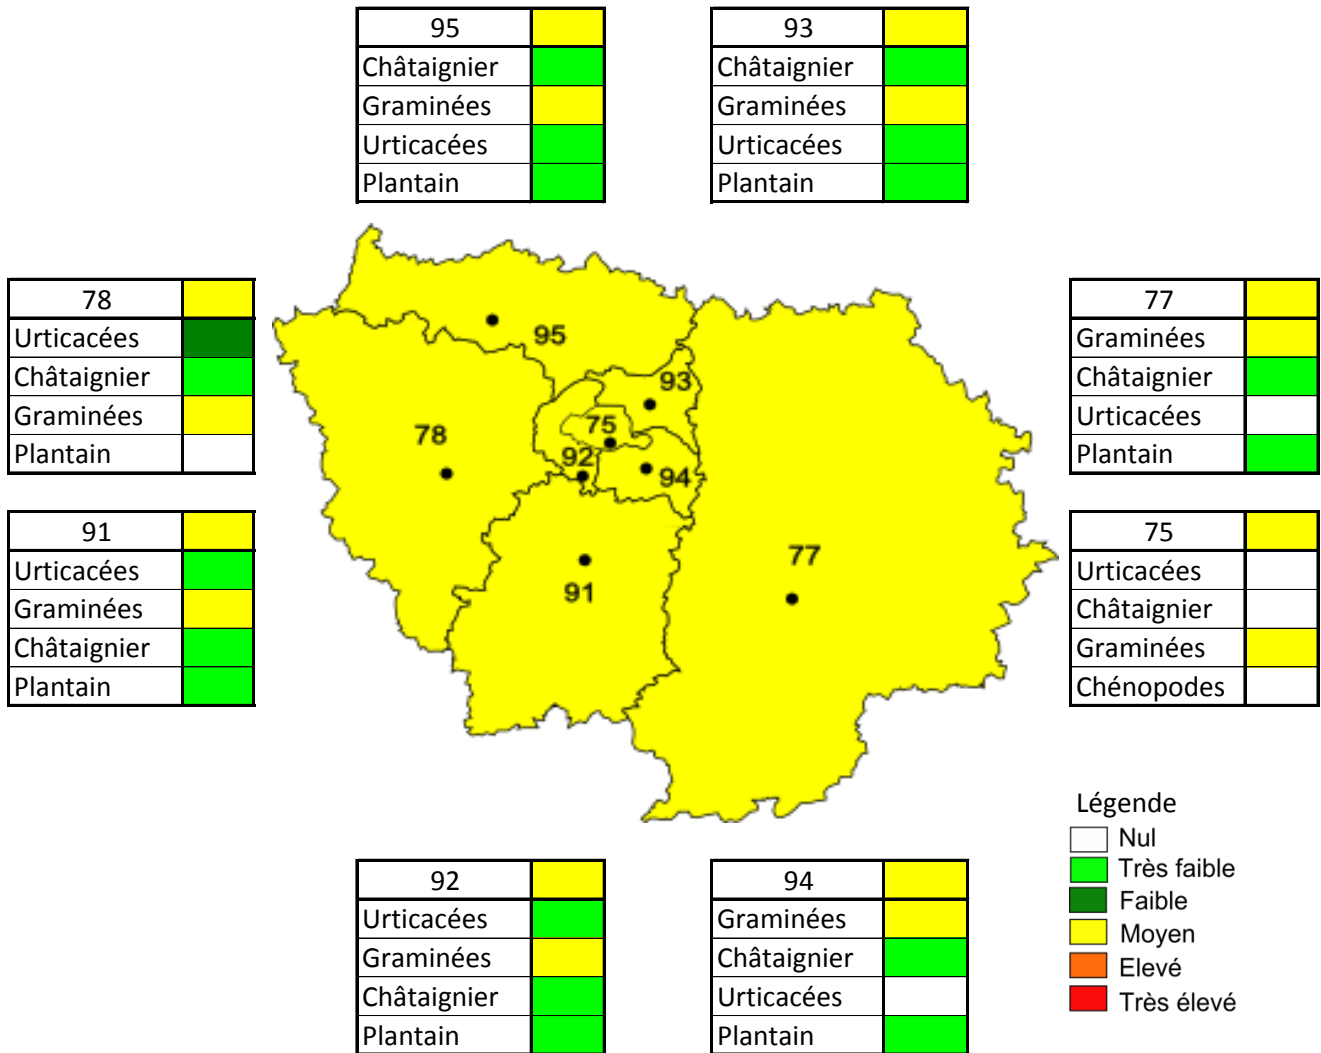 95
Châtaignier
Graminées
Urticacées
Plantain
93
Châtaignier
Graminées
Urticacées
Plantain
78
Urticacées
Châtaignier
Graminées
Plantain
77
Graminées
Châtaignier
Urticacées
Plantain
95
93
75
78
92
94
77
91
91
Urticacées
Graminées
Châtaignier
Plantain
75
Urticacées
Châtaignier
Graminées
Chénopodes
Légende
Nul
Très faible
Faible
Moyen
Elevé
Très élevé
92
Urticacées
Graminées
Châtaignier
Plantain
94
Graminées
Châtaignier
Urticacées
Plantain